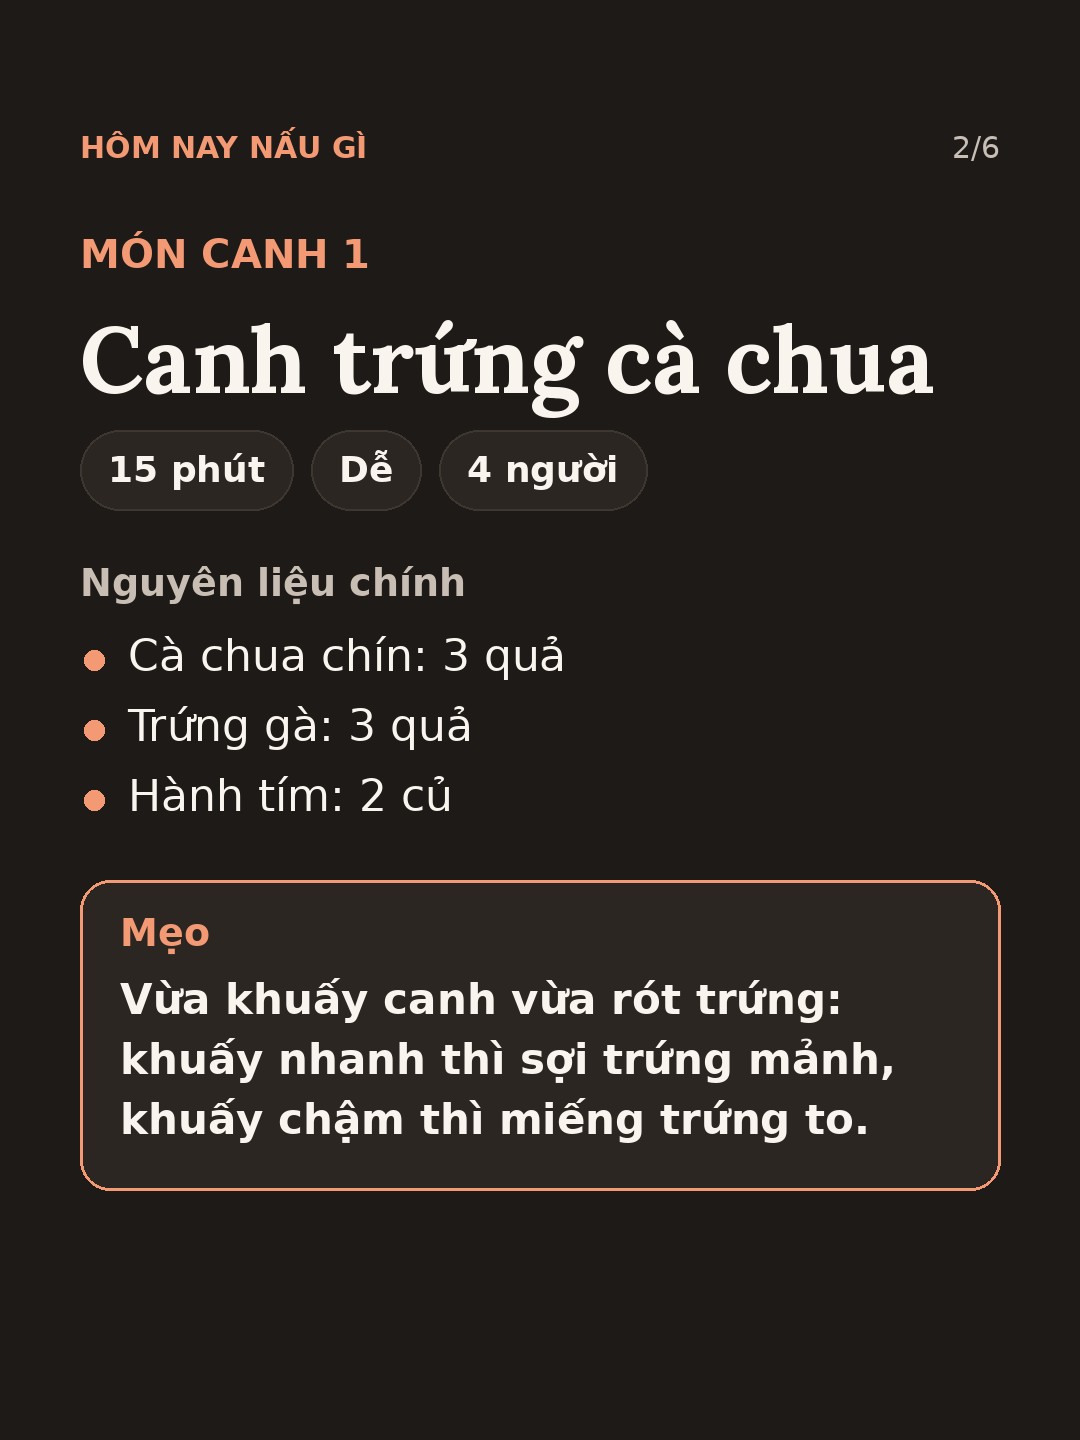 HÔM NAY NẤU GÌ
2/6
MÓN CANH 1
Canh trứng cà chua
15 phút
Dễ
4 người
Nguyên liệu chính
Cà chua chín: 3 quả
Trứng gà: 3 quả
Hành tím: 2 củ
Mẹo
Vừa khuấy canh vừa rót trứng:
khuấy nhanh thì sợi trứng mảnh,
khuấy chậm thì miếng trứng to.